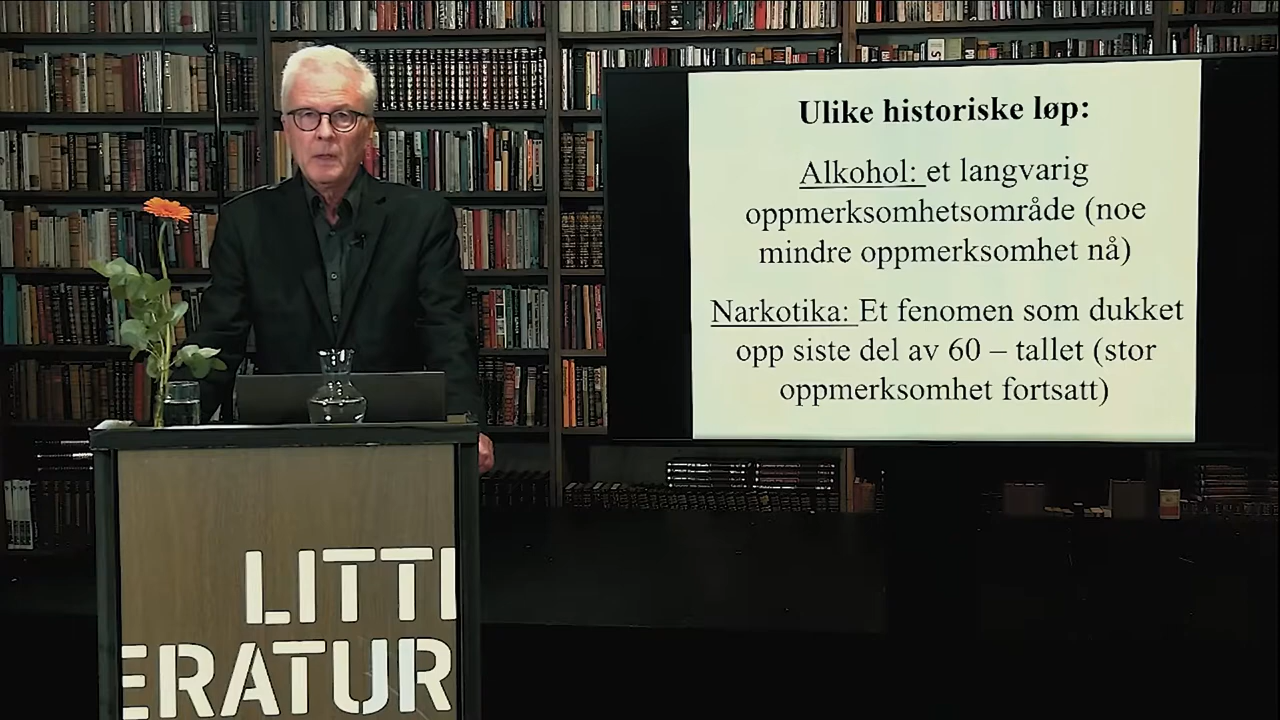 Ulike historiske løp:
Alkohol: et langvarig
oppmerksomhetsområde (noe
mindre oppmerksomhet nå)
Narkotika: Et fenomen som dukket
opp siste del av 60 – tallet (stor
oppmerksomhet fortsatt)
LITT
ERATUR